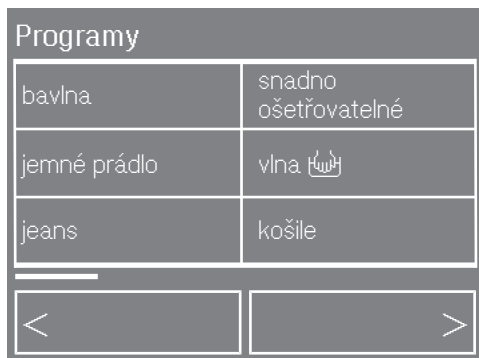 Programy
bavlna
snadno
ošetřovatelné
jemné prádlo
vlna
jeans
košile
< >